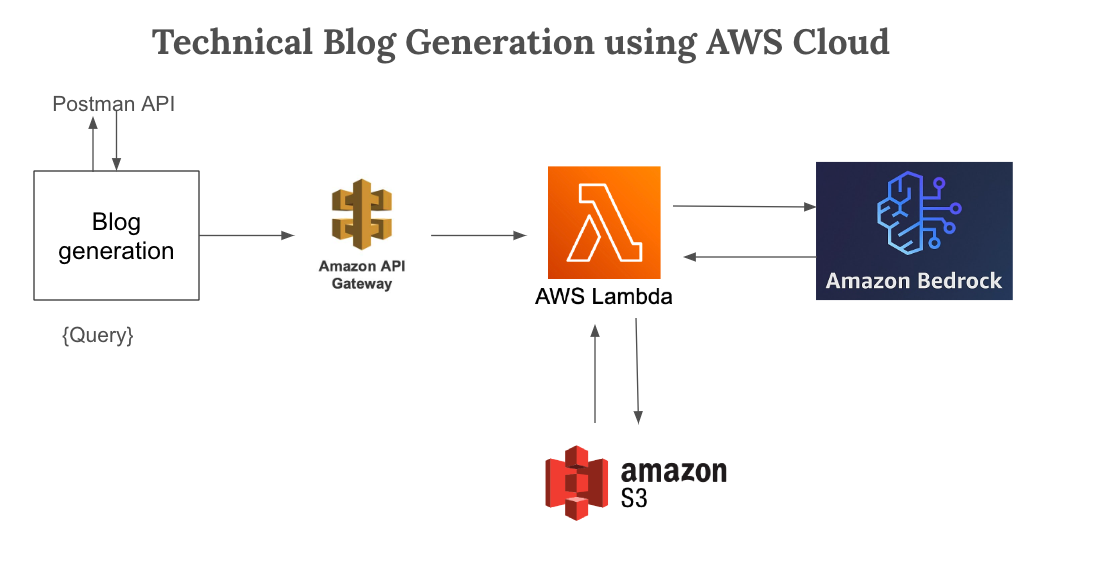 Technical Blog Generation using AWS Cloud
Postman API
Blog
generation
{Query}
Amazon API
Gateway
AWS Lambda
Amazon Bedrock
amazon
S3